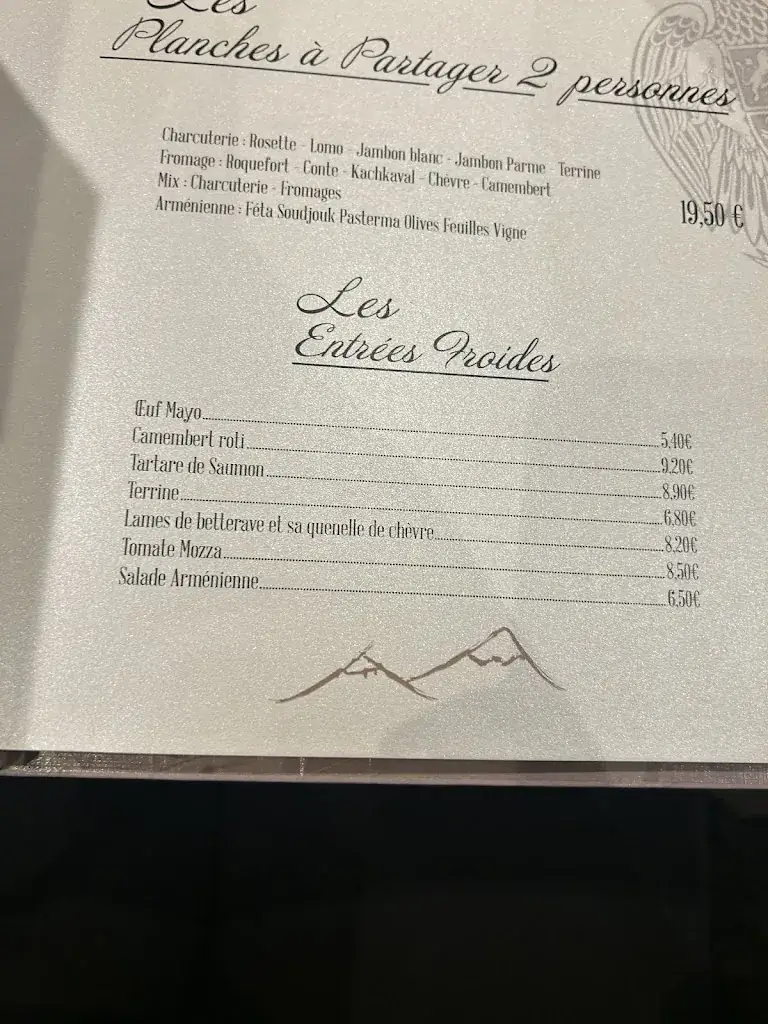 Les
Planches à Partager 2 personnes
Charcuterie : Rosette - Lomo - Jambon blanc - Jambon Parme - Terrine
Fromage : Roquefort - Conte - Kachkaval - Chèvre - Camembert
Mix : Charcuterie - Fromages
Arménienne : Féta Soudjouk Pasterma Olives Feuilles Vigne
19,50 €
Les
Entrées Froides
Œuf Mayo 5,40€
Camembert roti 9,20€
Tartare de Saumon 8,90€
Terrine 6,80€
Lames de betterave et sa quenelle de chèvre 8,20€
Tomate Mozza 8,50€
Salade Arménienne 6,50€